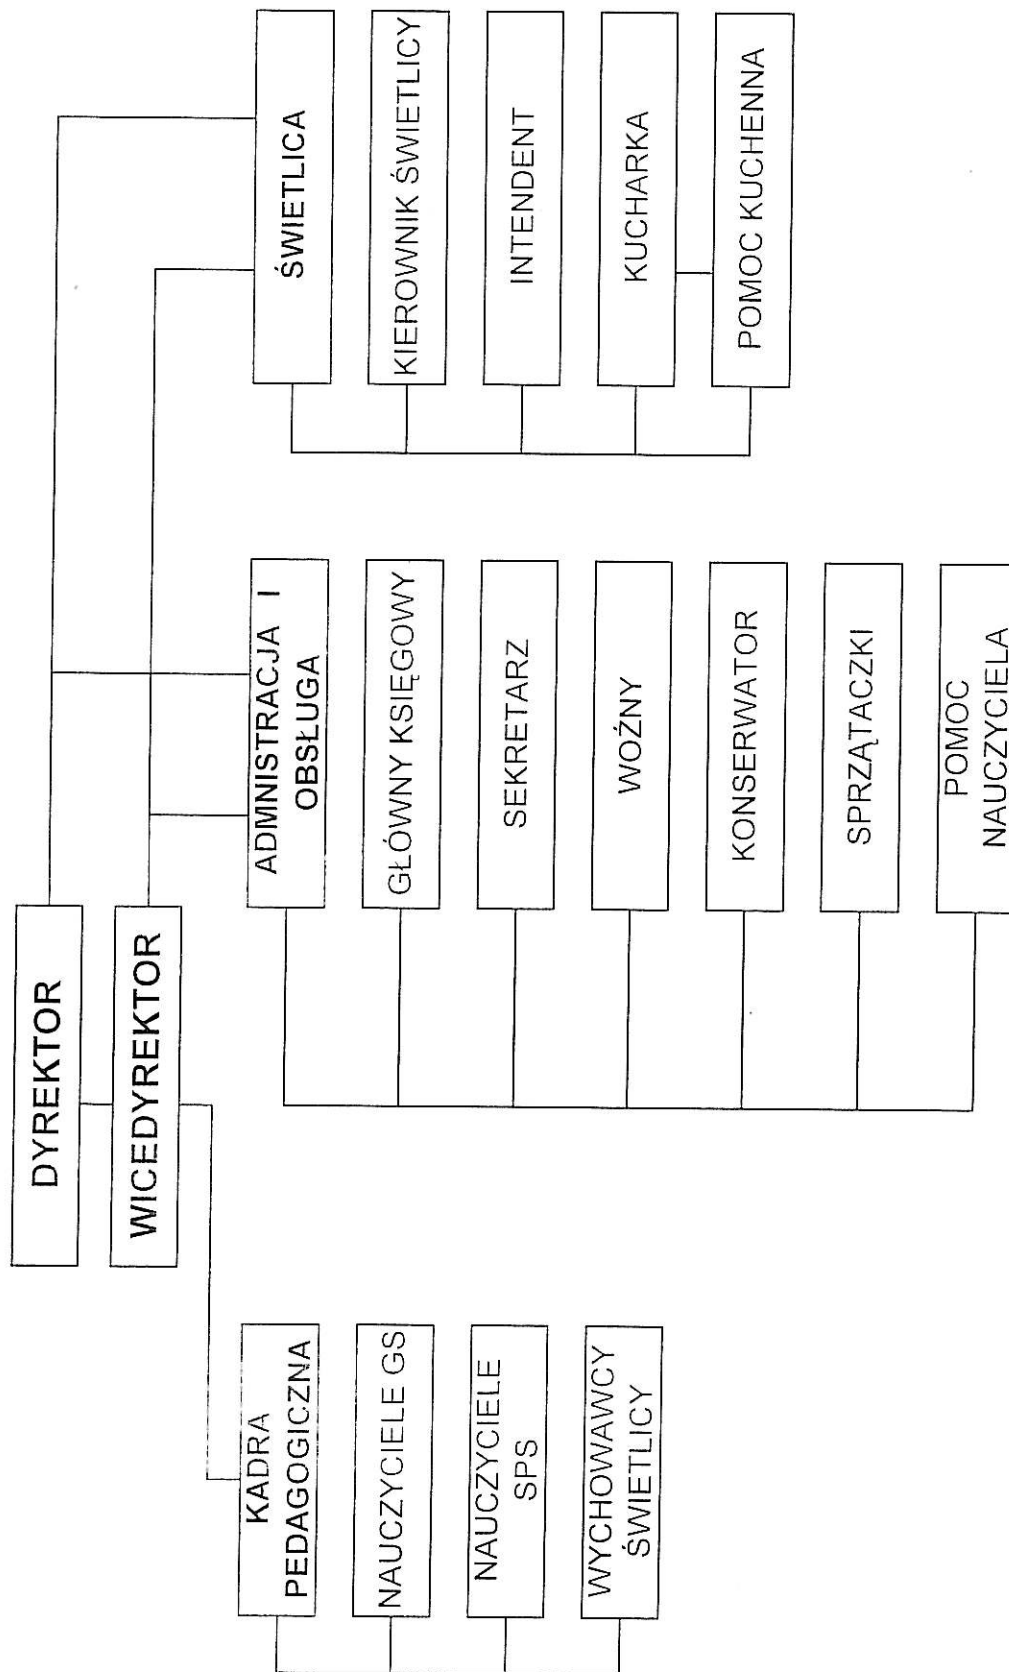 DYREKTOR
WICEDYREKTOR
KADRA
PEDAGOGICZNA
NAUCZYCIELE GS
NAUCZYCIELE
SPS
WYCHOWAWCY
ŚWIETLICY
ADMNISTRACJA I
OBSŁUGA
GŁÓWNY KSIĘGOWY
SEKRETARZ
WOŹNY
KONSERWATOR
SPRZĄTACZKI
POMOC
NAUCZYCIELA
ŚWIETLICA
KIEROWNIK ŚWIETLICY
INTENDENT
KUCHARKA
POMOC KUCHENNA